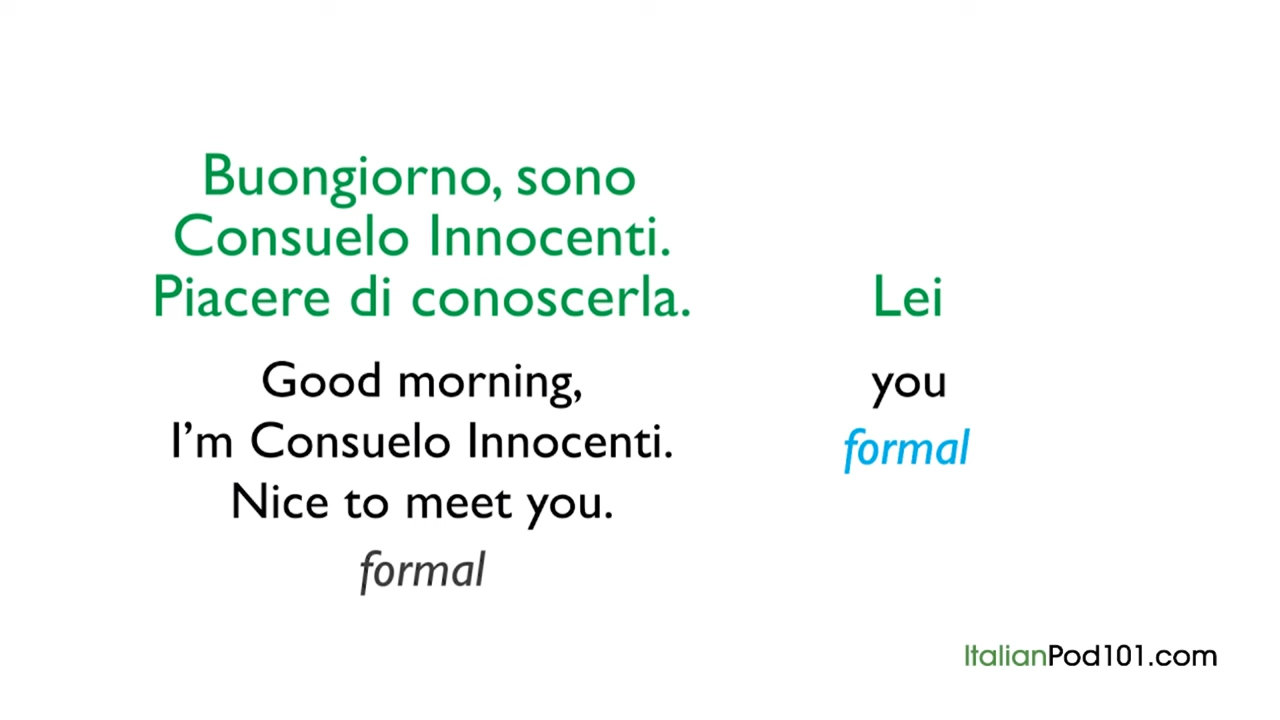 Buongiorno, sono
Consuelo Innocenti.
Piacere di conoscerla.
Good morning,
I'm Consuelo Innocenti.
Nice to meet you.
formal
Lei
you
formal
ItalianPod101.com